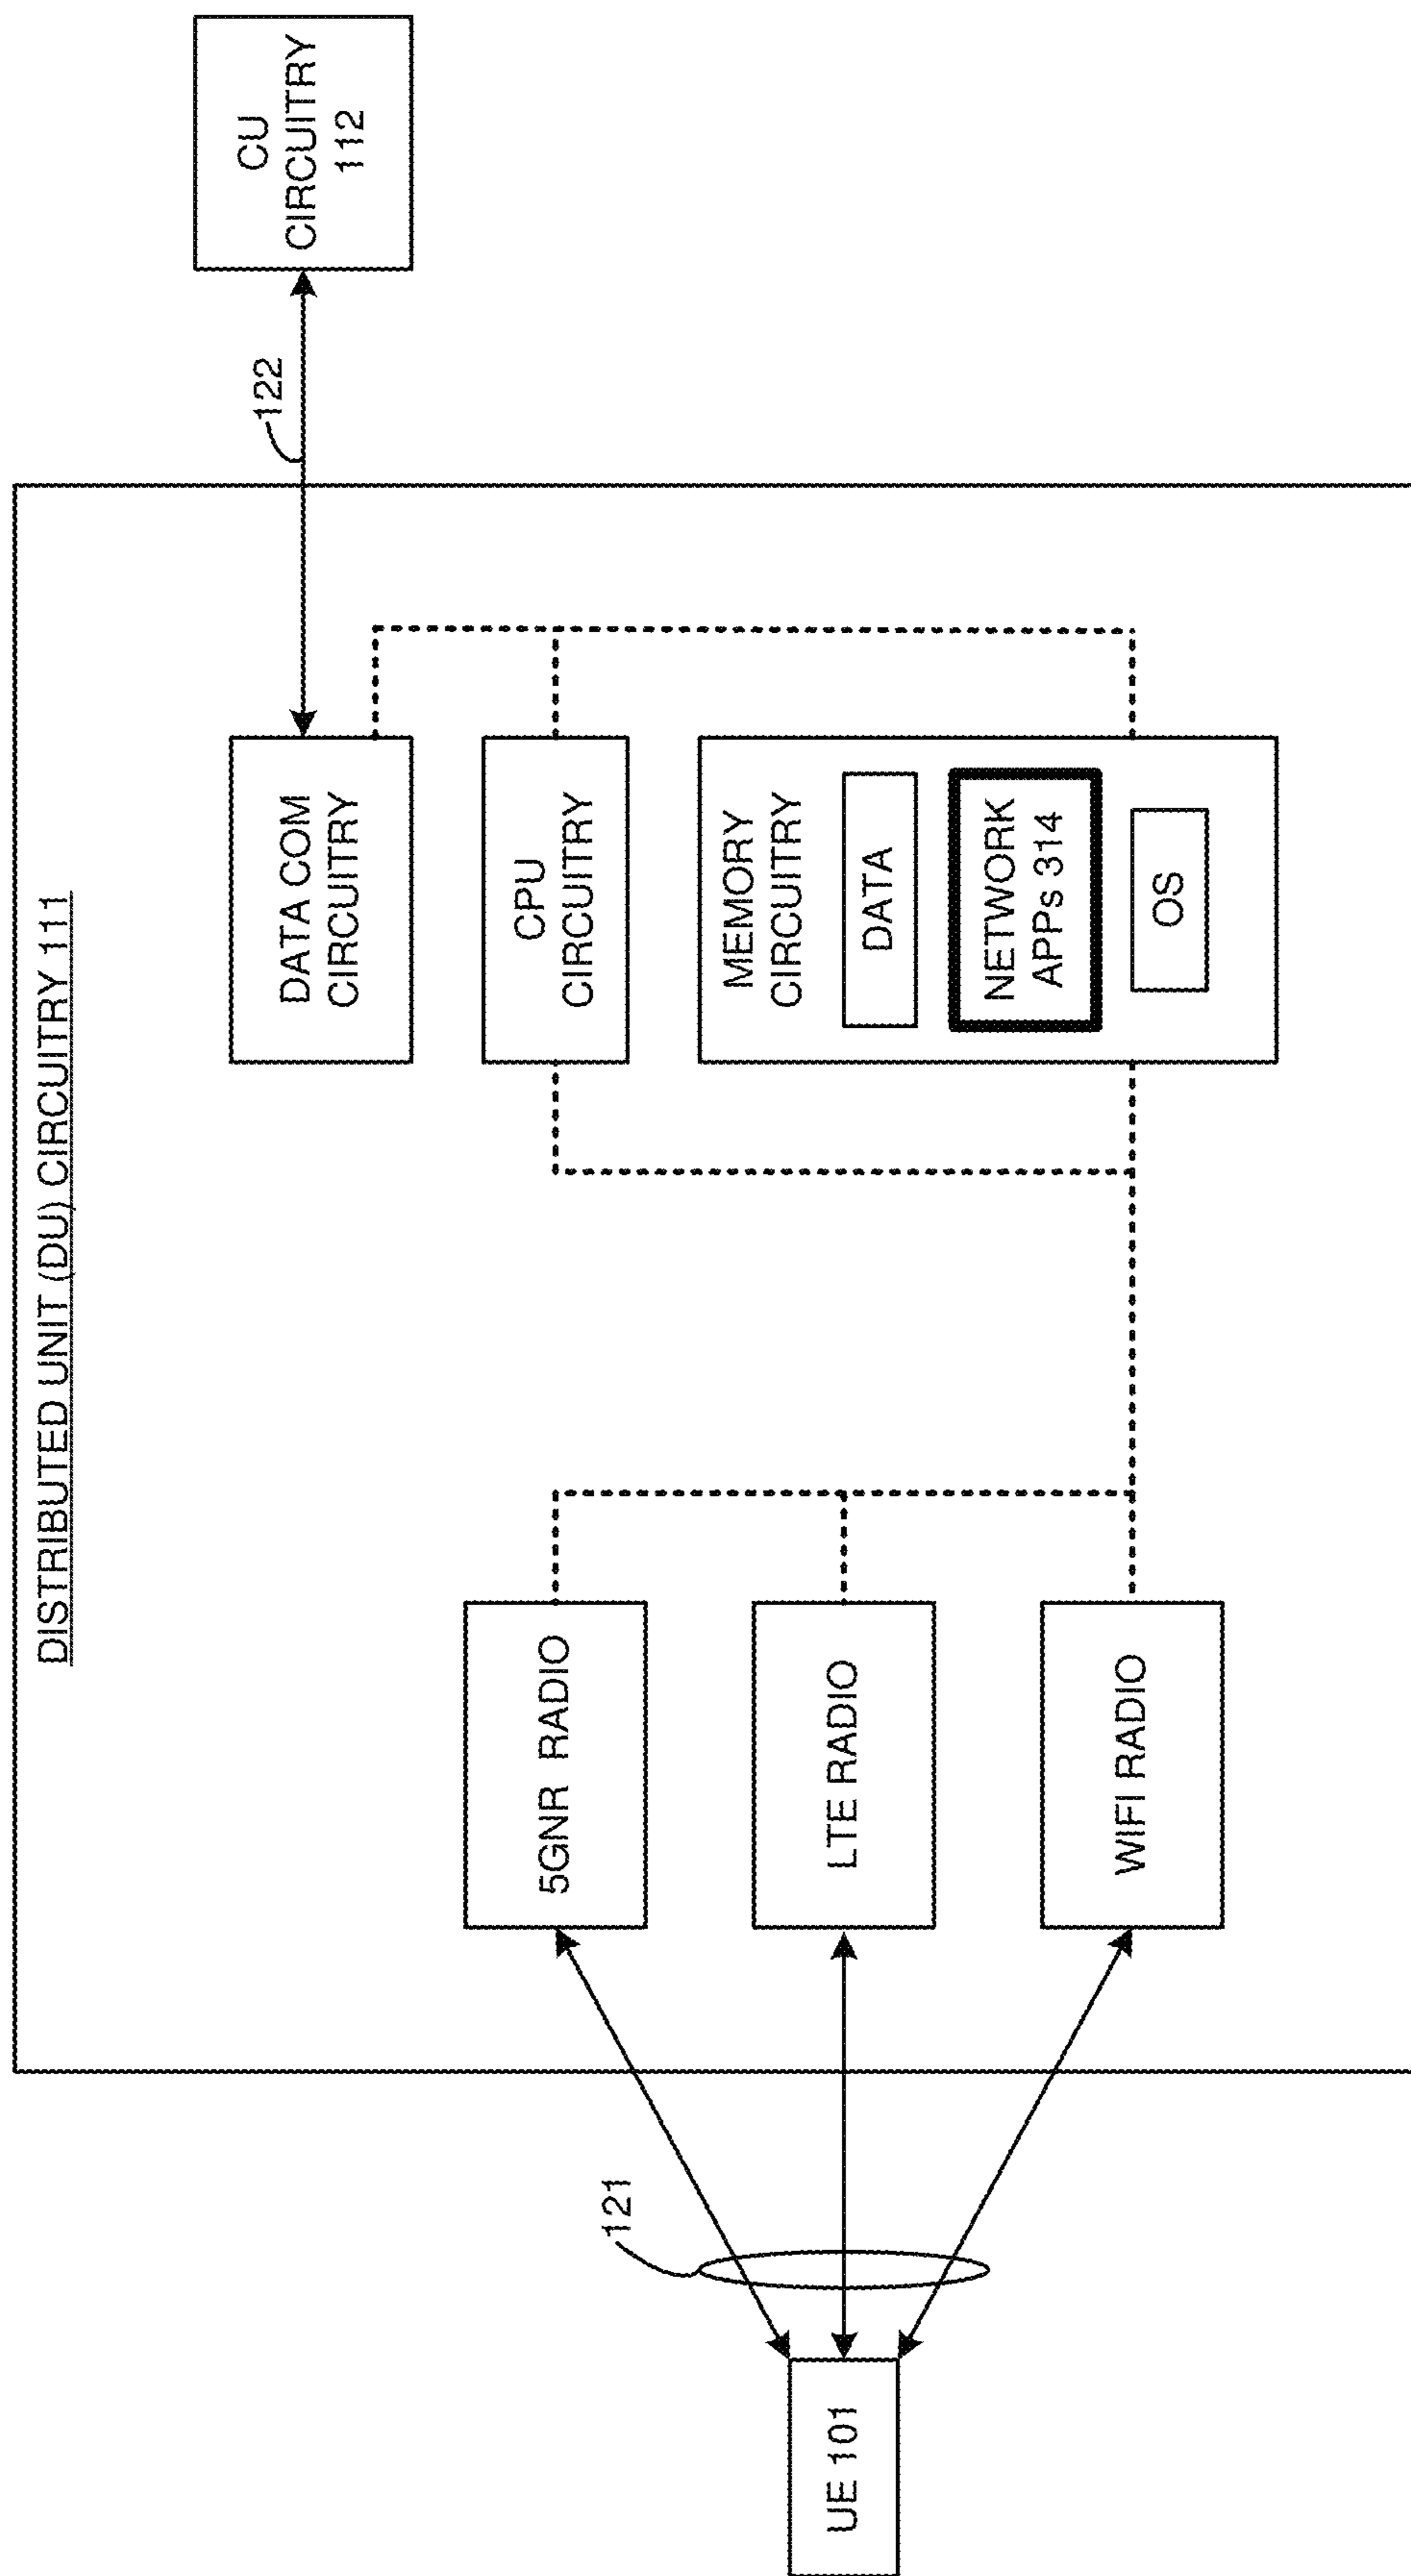 DISTRIBUTED UNIT (DU) CIRCUITRY 111
UE 101
121
5GNR RADIO
LTE RADIO
WIFI RADIO
DATA COM
CIRCUITRY
CPU
CIRCUITRY
MEMORY
CIRCUITRY
DATA
NETWORK
APPs 314
OS
122
CU
CIRCUITRY
112